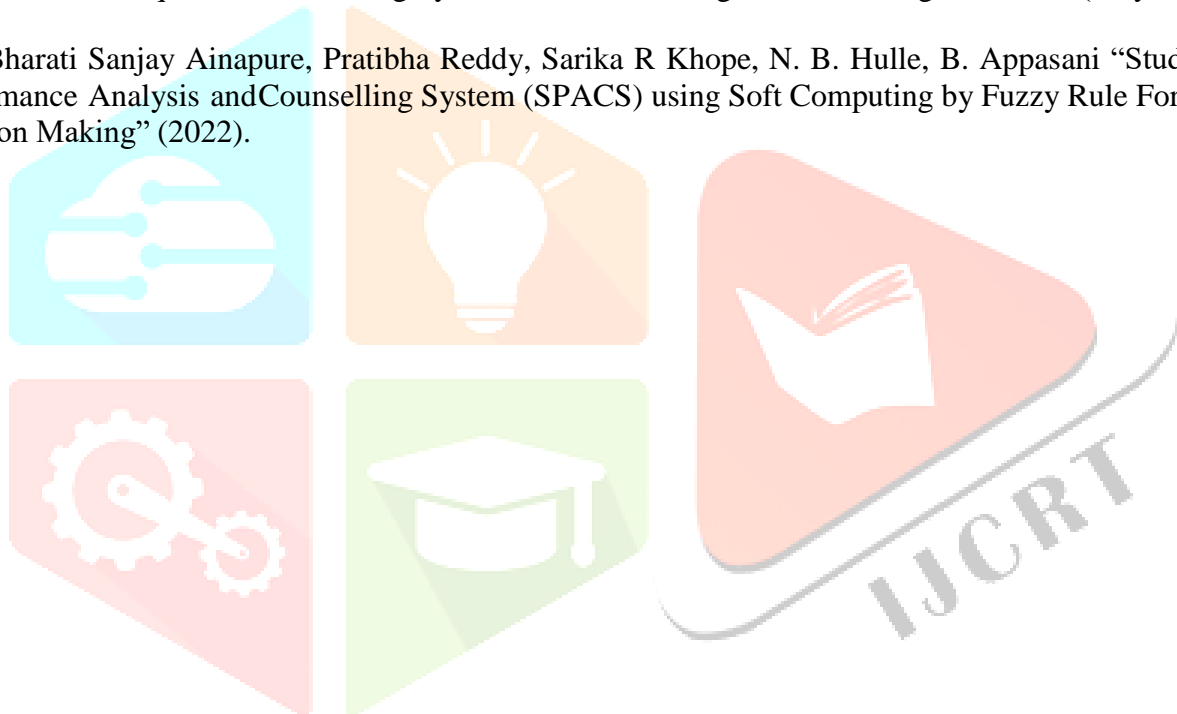 Bharati Sanjay Ainapure, Pratibha Reddy, Sarika R Khope, N. B. Hulle, B. Appasani “Stud
rmance Analysis andCounselling System (SPACS) using Soft Computing by Fuzzy Rule For
on Making” (2022).
IJCRT